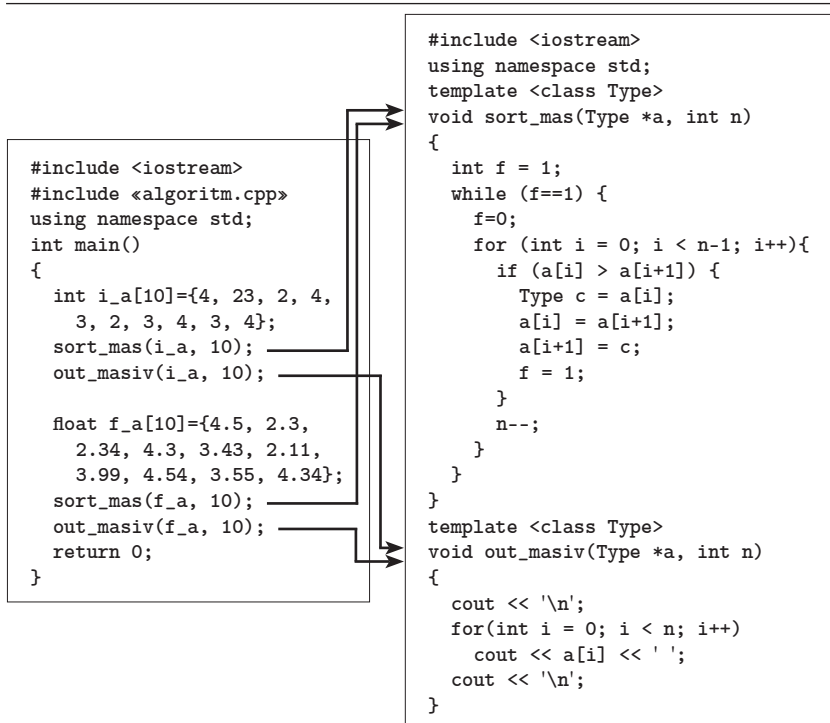 #include <iostream>
#include «algoritm.cpp»
using namespace std;
int main()
{
  int i_a[10]={4, 23, 2, 4,
    3, 2, 3, 4, 3, 4};
  sort_mas(i_a, 10);
  out_masiv(i_a, 10);

  float f_a[10]={4.5, 2.3,
    2.34, 4.3, 3.43, 2.11,
    3.99, 4.54, 3.55, 4.34};
  sort_mas(f_a, 10);
  out_masiv(f_a, 10);
  return 0;
}
#include <iostream>
using namespace std;
template <class Type>
void sort_mas(Type *a, int n)
{
  int f = 1;
  while (f==1) {
    f=0;
    for (int i = 0; i < n-1; i++){
      if (a[i] > a[i+1]) {
        Type c = a[i];
        a[i] = a[i+1];
        a[i+1] = c;
        f = 1;
      }
      n--;
    }
  }
}
template <class Type>
void out_masiv(Type *a, int n)
{
  cout << '\n';
  for(int i = 0; i < n; i++)
    cout << a[i] << ' ';
  cout << '\n';
}